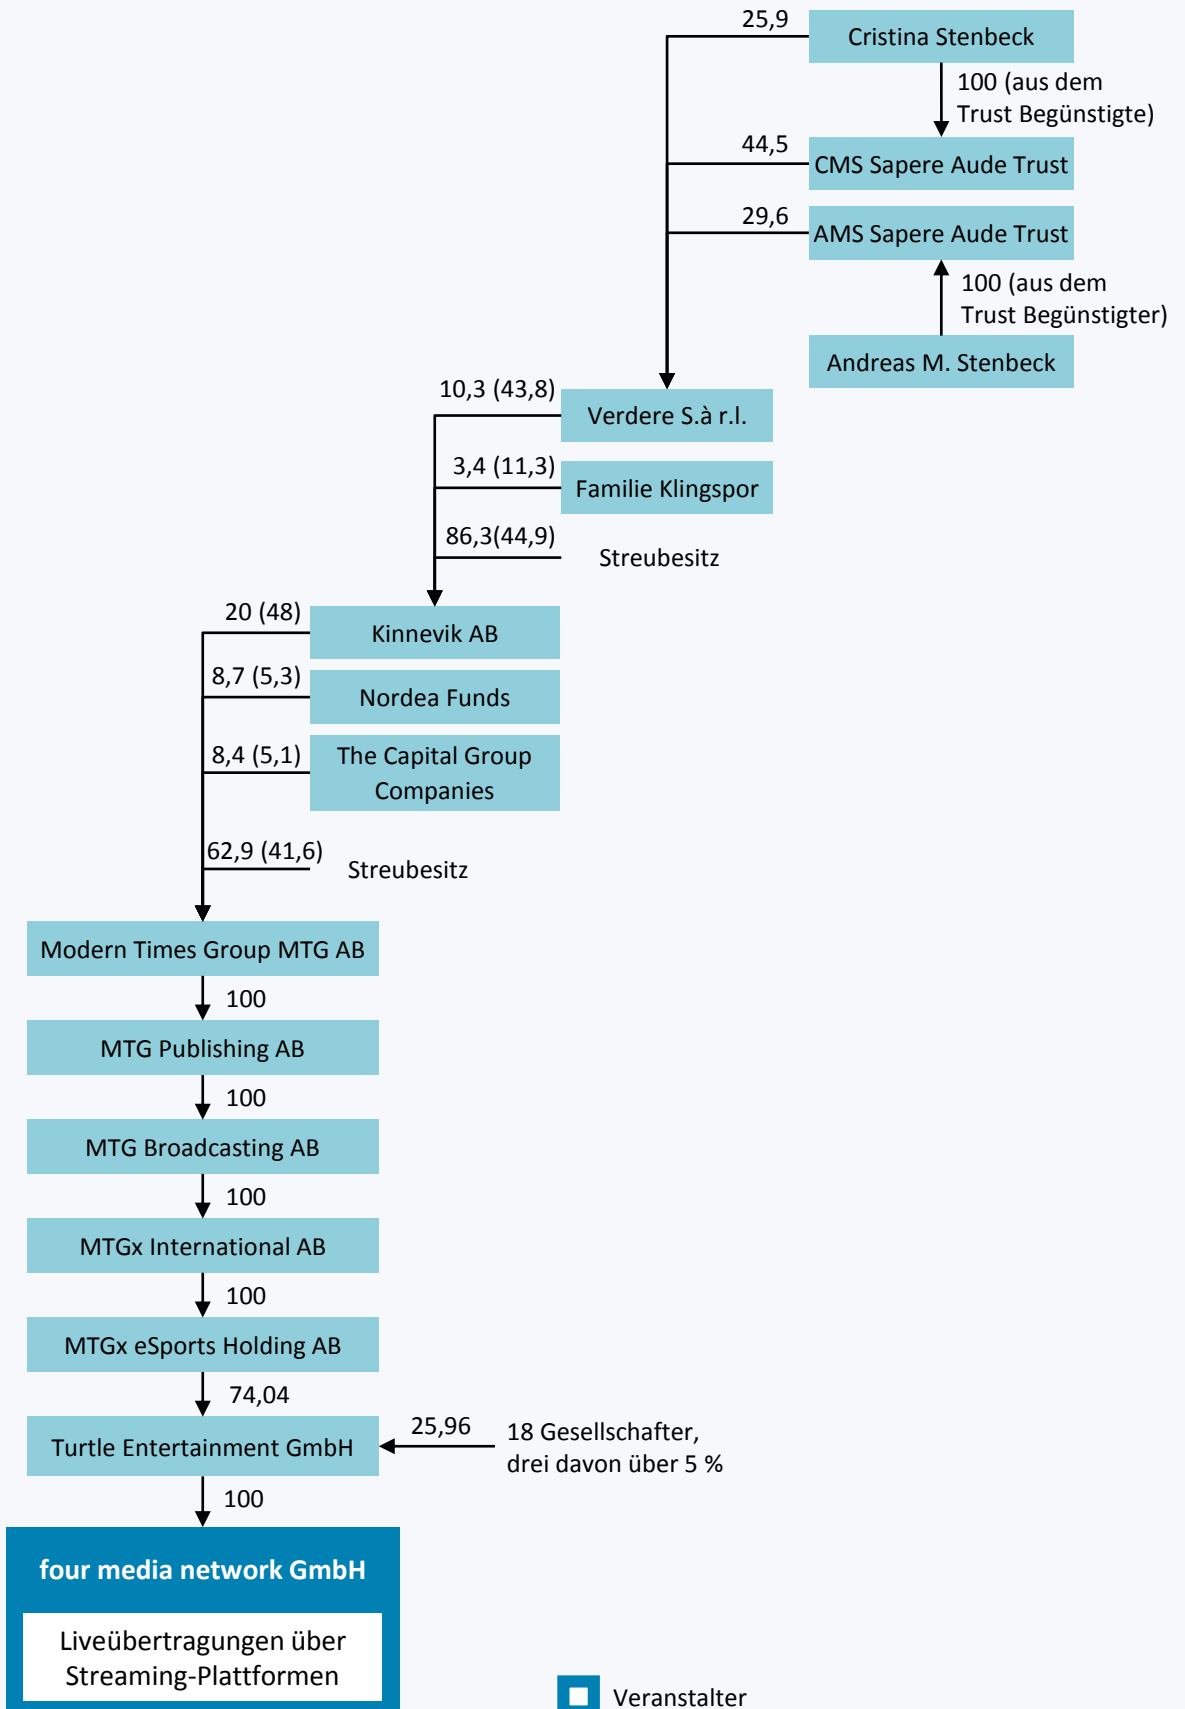 25,9
Cristina Stenbeck
100 (aus dem
Trust Begünstigte)
44,5
CMS Sapere Aude Trust
29,6
AMS Sapere Aude Trust
100 (aus dem
Trust Begünstigter)
Andreas M. Stenbeck
10,3 (43,8)
Verdere S.à r.l.
3,4 (11,3)
Familie Klingspor
86,3(44,9)
Streubesitz
20 (48)
Kinnevik AB
8,7 (5,3)
Nordea Funds
8,4 (5,1)
The Capital Group
Companies
62,9 (41,6)
Streubesitz
Modern Times Group MTG AB
100
MTG Publishing AB
100
MTG Broadcasting AB
100
MTGx International AB
100
MTGx eSports Holding AB
74,04
Turtle Entertainment GmbH
25,96
18 Gesellschafter,
drei davon über 5 %
100
four media network GmbH
Liveübertragungen über
Streaming-Plattformen
Veranstalter